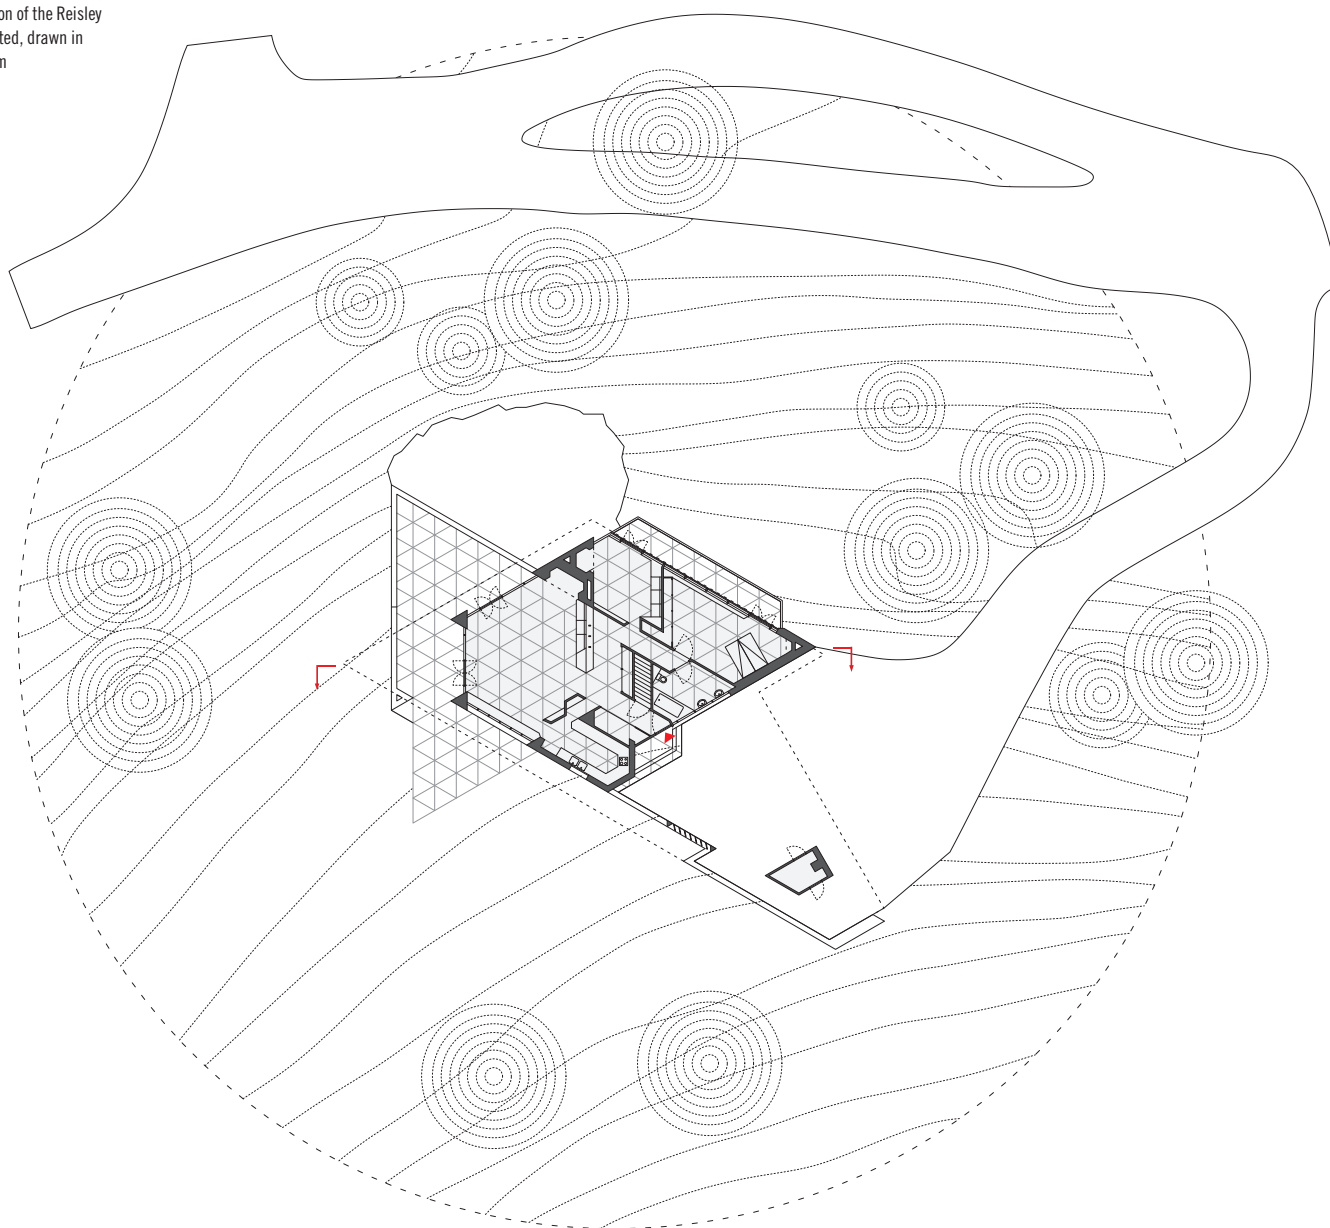 on of the Reisley
ted, drawn in